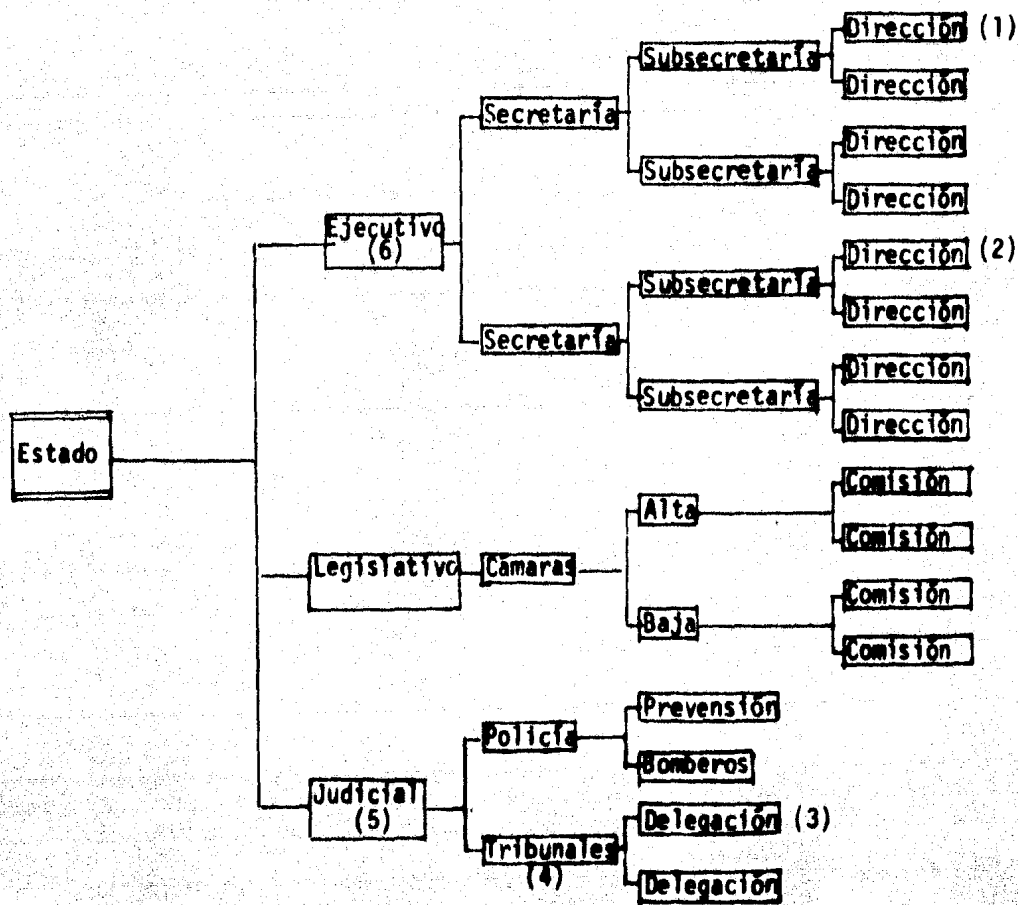 Dirección (1)
Subsecretaría
Dirección
Secretaría
Dirección
Subsecretaría
Dirección
Ejecutivo
(6)
Dirección (2)
Subsecretaría
Dirección
Secretaría
Dirección
Subsecretaría
Dirección
Estado
Comisión
Alta
Comisión
Legislativo
Cámaras
Comisión
Baja
Comisión
Prevensión
Policía
Bomberos
Judicial
(5)
Delegación (3)
Tribunales
(4)
Delegación